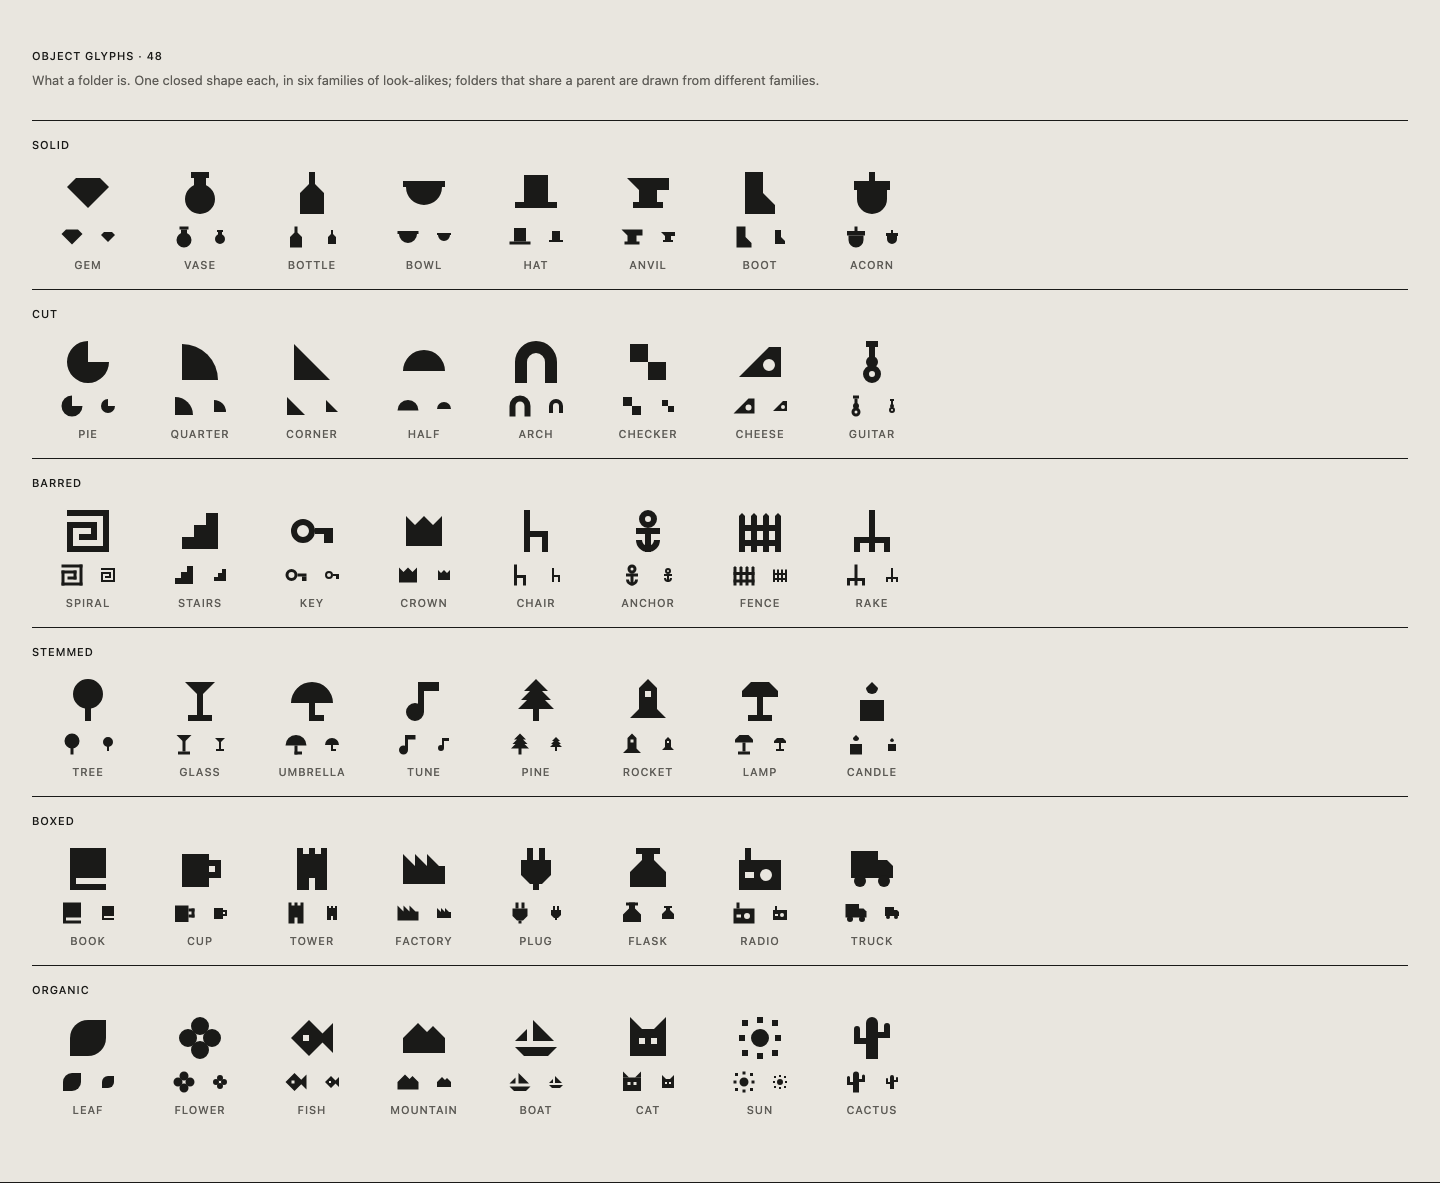 OBJECT GLYPHS · 48
What a folder is. One closed shape each, in six families of look-alikes; folders that share a parent are drawn from different families.
SOLID
GEM VASE BOTTLE BOWL HAT ANVIL BOOT ACORN
CUT
PIE QUARTER CORNER HALF ARCH CHECKER CHEESE GUITAR
BARRED
SPIRAL STAIRS KEY CROWN CHAIR ANCHOR FENCE RAKE
STEMMED
TREE GLASS UMBRELLA TUNE PINE ROCKET LAMP CANDLE
BOXED
BOOK CUP TOWER FACTORY PLUG FLASK RADIO TRUCK
ORGANIC
LEAF FLOWER FISH MOUNTAIN BOAT CAT SUN CACTUS